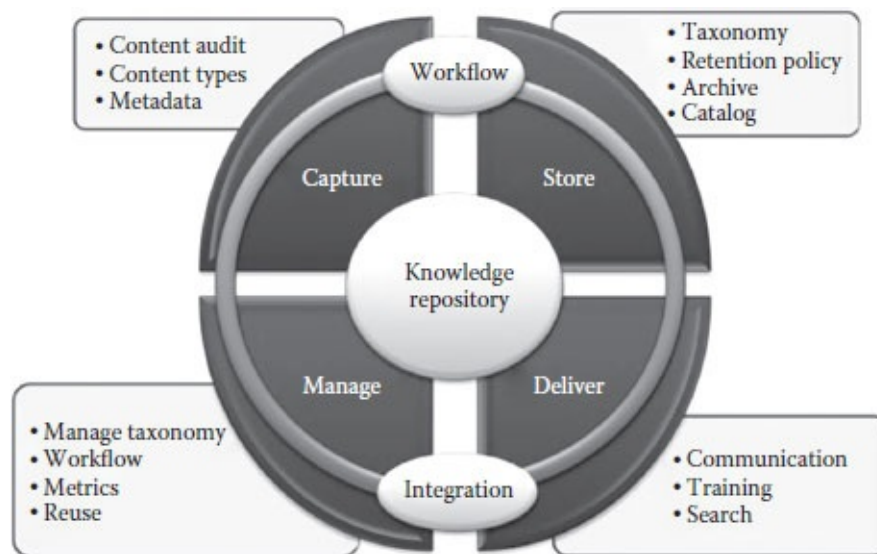 • Content audit
• Content types
• Metadata
Workflow
• Taxonomy
• Retention policy
• Archive
• Catalog
Capture
Store
Knowledge
repository
Manage
Deliver
• Manage taxonomy
• Workflow
• Metrics
• Reuse
Integration
• Communication
• Training
• Search